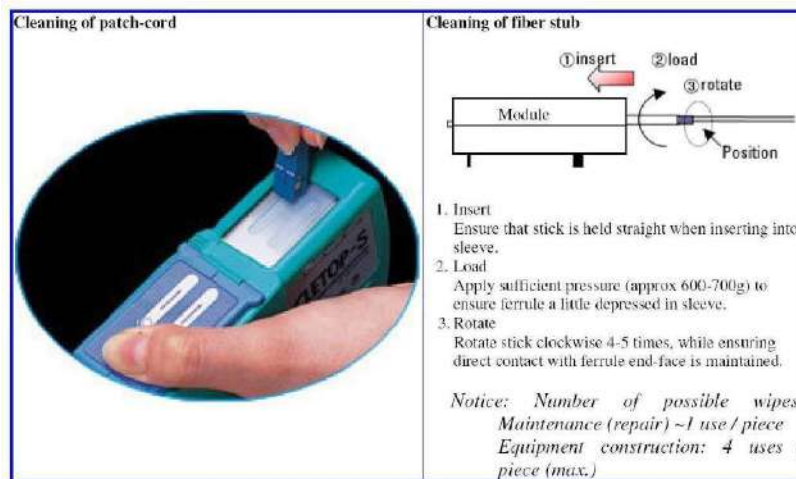 Cleaning of patch-cord
LETOP-S
Cleaning of fiber stub
①insert
②load
③rotate
Module
Position
1. Insert
Ensure that stick is held straight when inserting into
sleeve.
2. Load
Apply sufficient pressure (approx 600-700g) to
ensure ferrule a little depressed in sleeve.
3. Rotate
Rotate stick clockwise 4-5 times, while ensuring
direct contact with ferrule end-face is maintained.
Notice: Number of possible wipes
Maintenance (repair) ~1 use / piece
Equipment construction: 4 uses
piece (max.)